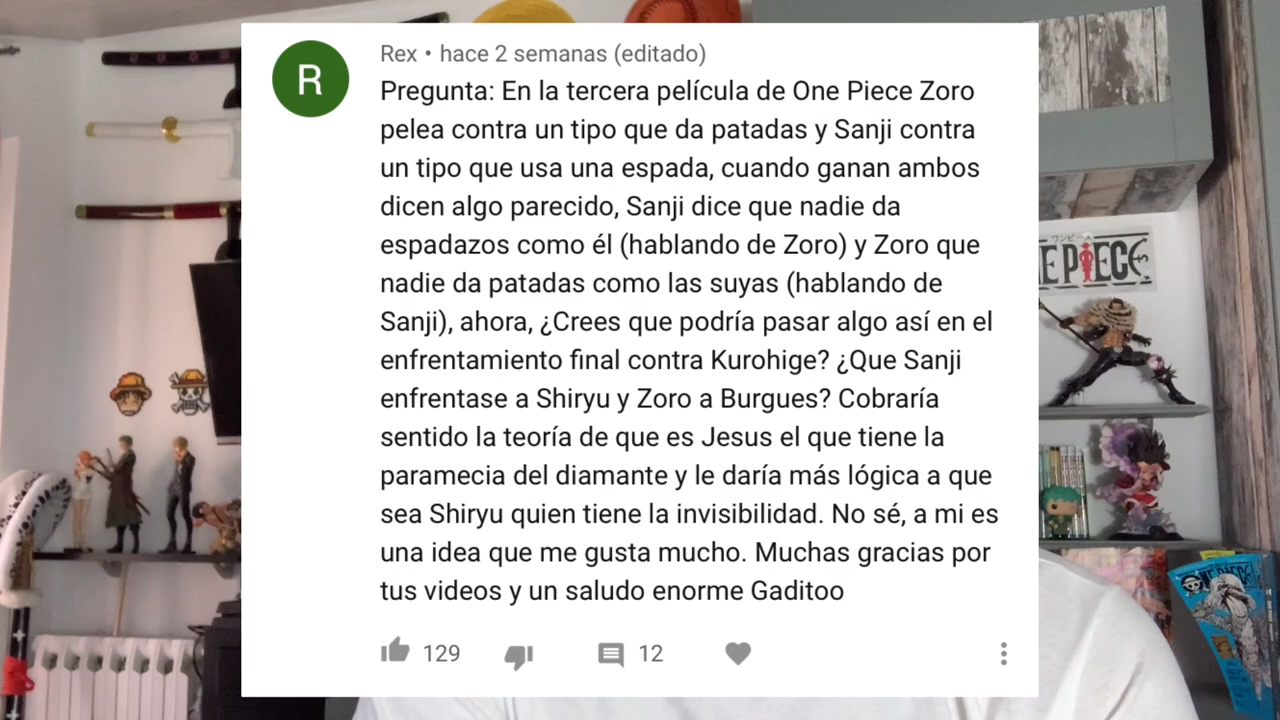 Rex • hace 2 semanas (editado)
R
Pregunta: En la tercera película de One Piece Zoro
pelea contra un tipo que da patadas y Sanji contra
un tipo que usa una espada, cuando ganan ambos
dicen algo parecido, Sanji dice que nadie da
espadazos como él (hablando de Zoro) y Zoro que
nadie da patadas como las suyas (hablando de
Sanji), ahora, ¿Crees que podría pasar algo así en el
enfrentamiento final contra Kurohige? ¿Que Sanji
enfrentase a Shiryu y Zoro a Burgues? Cobraría
sentido la teoría de que es Jesus el que tiene la
paramecia del diamante y le daría más lógica a que
sea Shiryu quien tiene la invisibilidad. No sé, a mi es
una idea que me gusta mucho. Muchas gracias por
tus videos y un saludo enorme Gaditoo
129
12
ワンピース
E PIECE